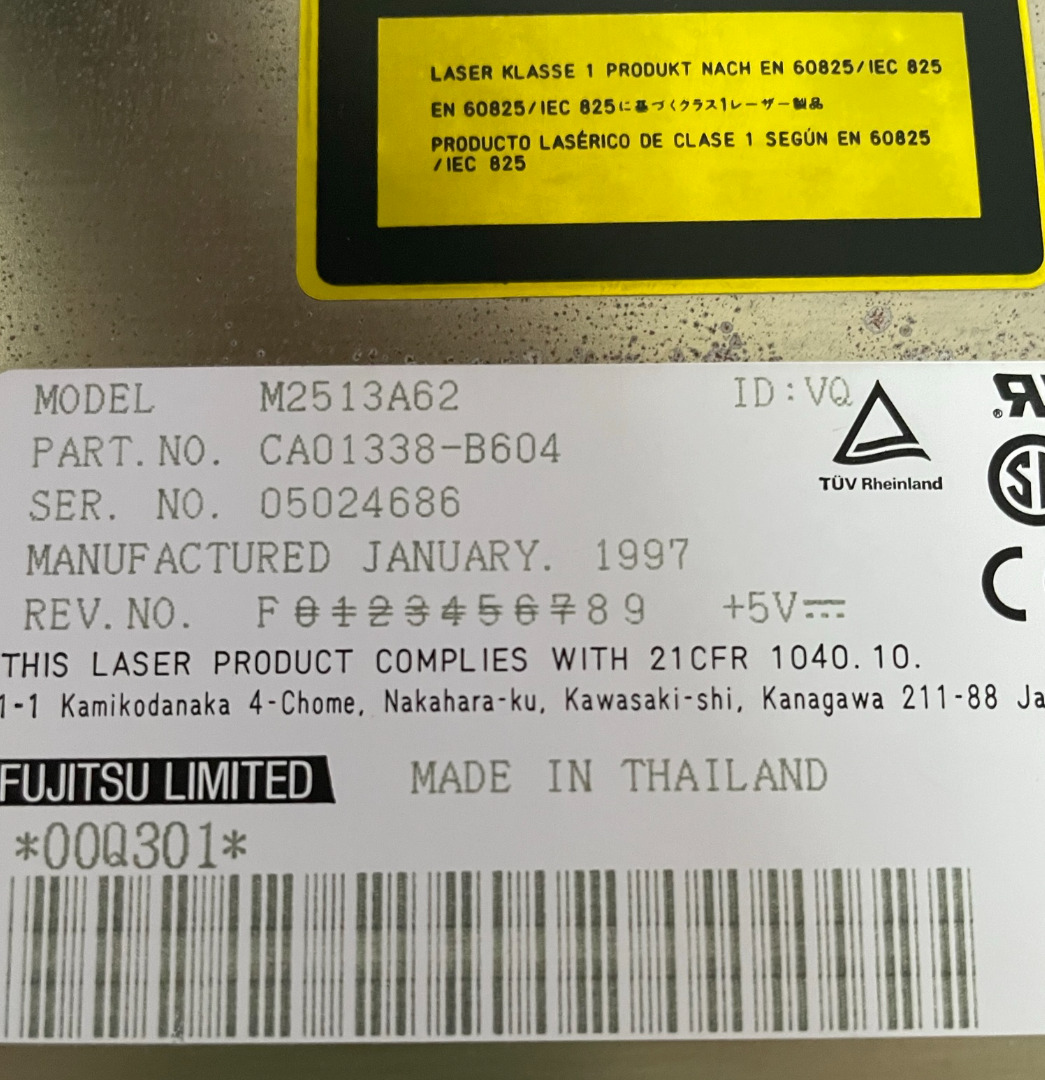 LASER KLASSE 1 PRODUKT NACH EN 60825/IEC 825
EN 60825/IEC 825に基づくクラス1レーザー製品
PRODUCTO LASÉRICO DE CLASE 1 SEGÚN EN 60825
/IEC 825
MODEL M2513A62 ID:VQ
PART.NO. CA01338-B604
TÜV Rheinland
SER. NO. 05024686
MANUFACTURED JANUARY. 1997
REV.NO. F 0 1 2 3 4 5 6 7 8 9 +5V⎓
THIS LASER PRODUCT COMPLIES WITH 21CFR 1040.10.
1-1 Kamikodanaka 4-Chome, Nakahara-ku, Kawasaki-shi, Kanagawa 211-88 Ja
FUJITSU LIMITED MADE IN THAILAND
*00Q301*